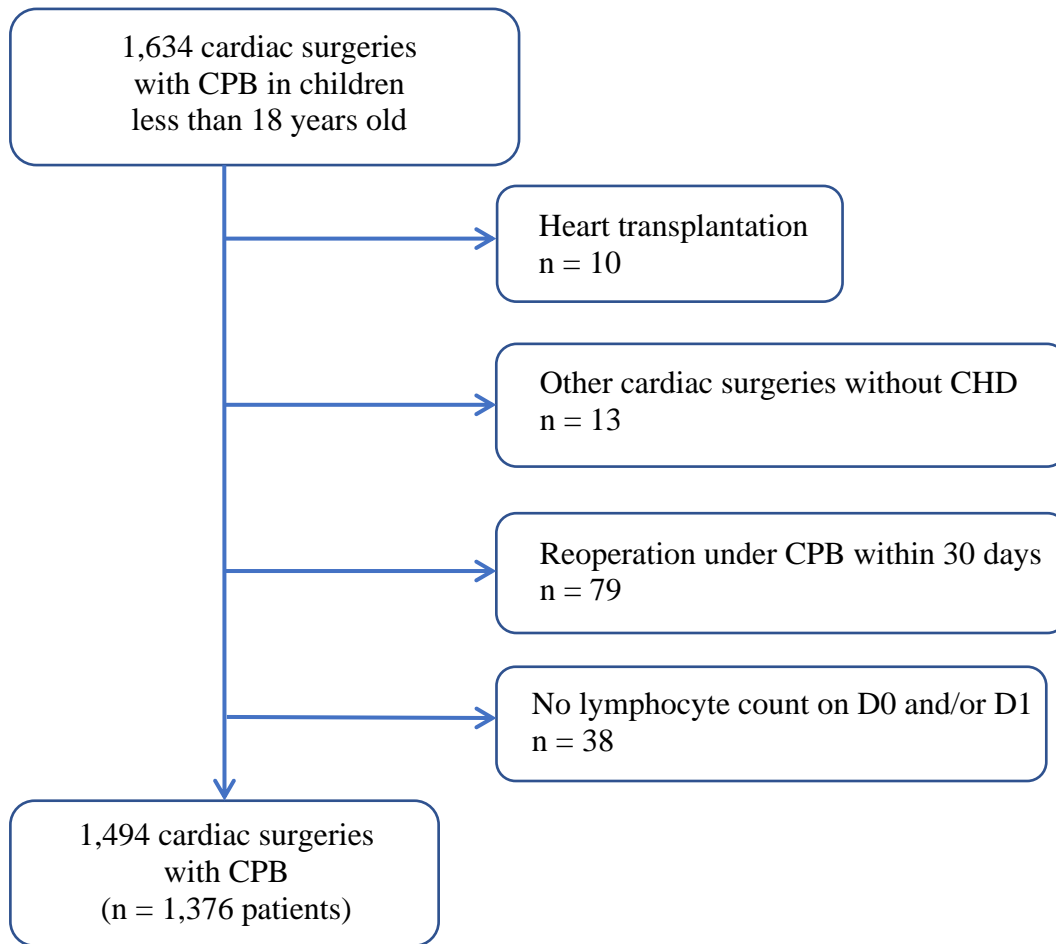 1,634 cardiac surgeries
with CPB in children
less than 18 years old
Heart transplantation
n = 10
Other cardiac surgeries without CHD
n = 13
Reoperation under CPB within 30 days
n = 79
No lymphocyte count on D0 and/or D1
n = 38
1,494 cardiac surgeries
with CPB
(n = 1,376 patients)